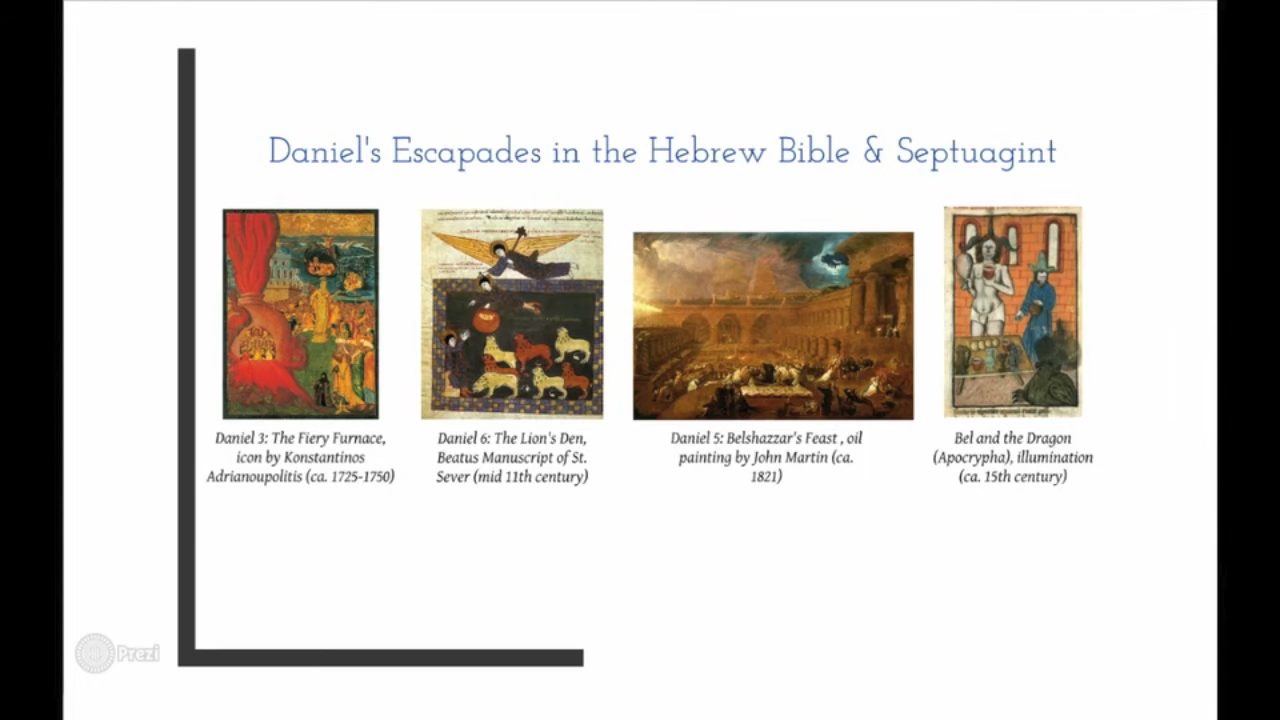 Daniel's Escapades in the Hebrew Bible & Septuagint
Daniel 3: The Fiery Furnace,
icon by Konstantinos
Adrianoupolitis (ca. 1725-1750)
Daniel 6: The Lion's Den,
Beatus Manuscript of St.
Sever (mid 11th century)
Daniel 5: Belshazzar's Feast , oil
painting by John Martin (ca.
1821)
Bel and the Dragon
(Apocrypha), illumination
(ca. 15th century)
Prezi